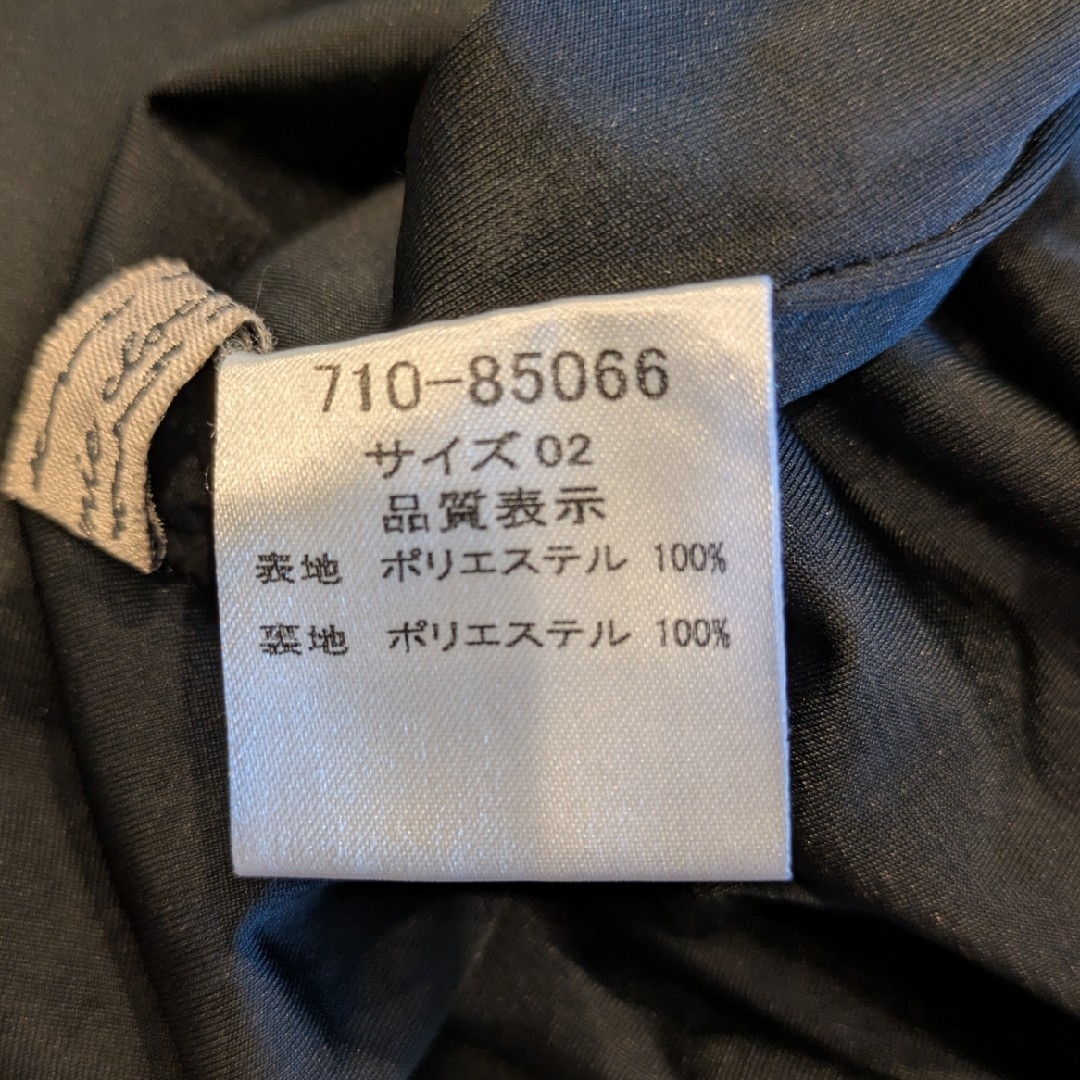 710-85066
サイズ 02
品質表示
表地 ポリエステル 100%
裏地 ポリエステル 100%